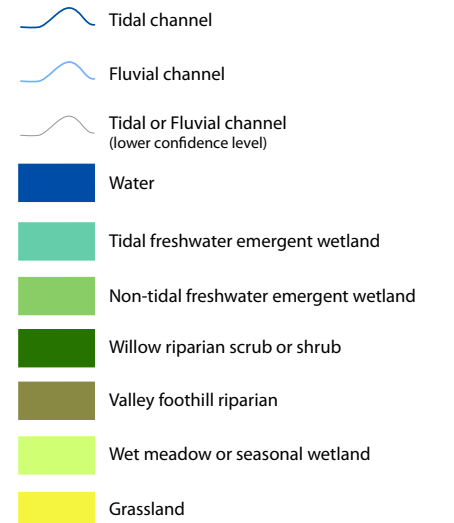 Tidal channel
Fluvial channel
Tidal or Fluvial channel
(lower confidence level)
Water
Tidal freshwater emergent wetland
Non-tidal freshwater emergent wetland
Willow riparian scrub or shrub
Valley foothill riparian
Wet meadow or seasonal wetland
Grassland